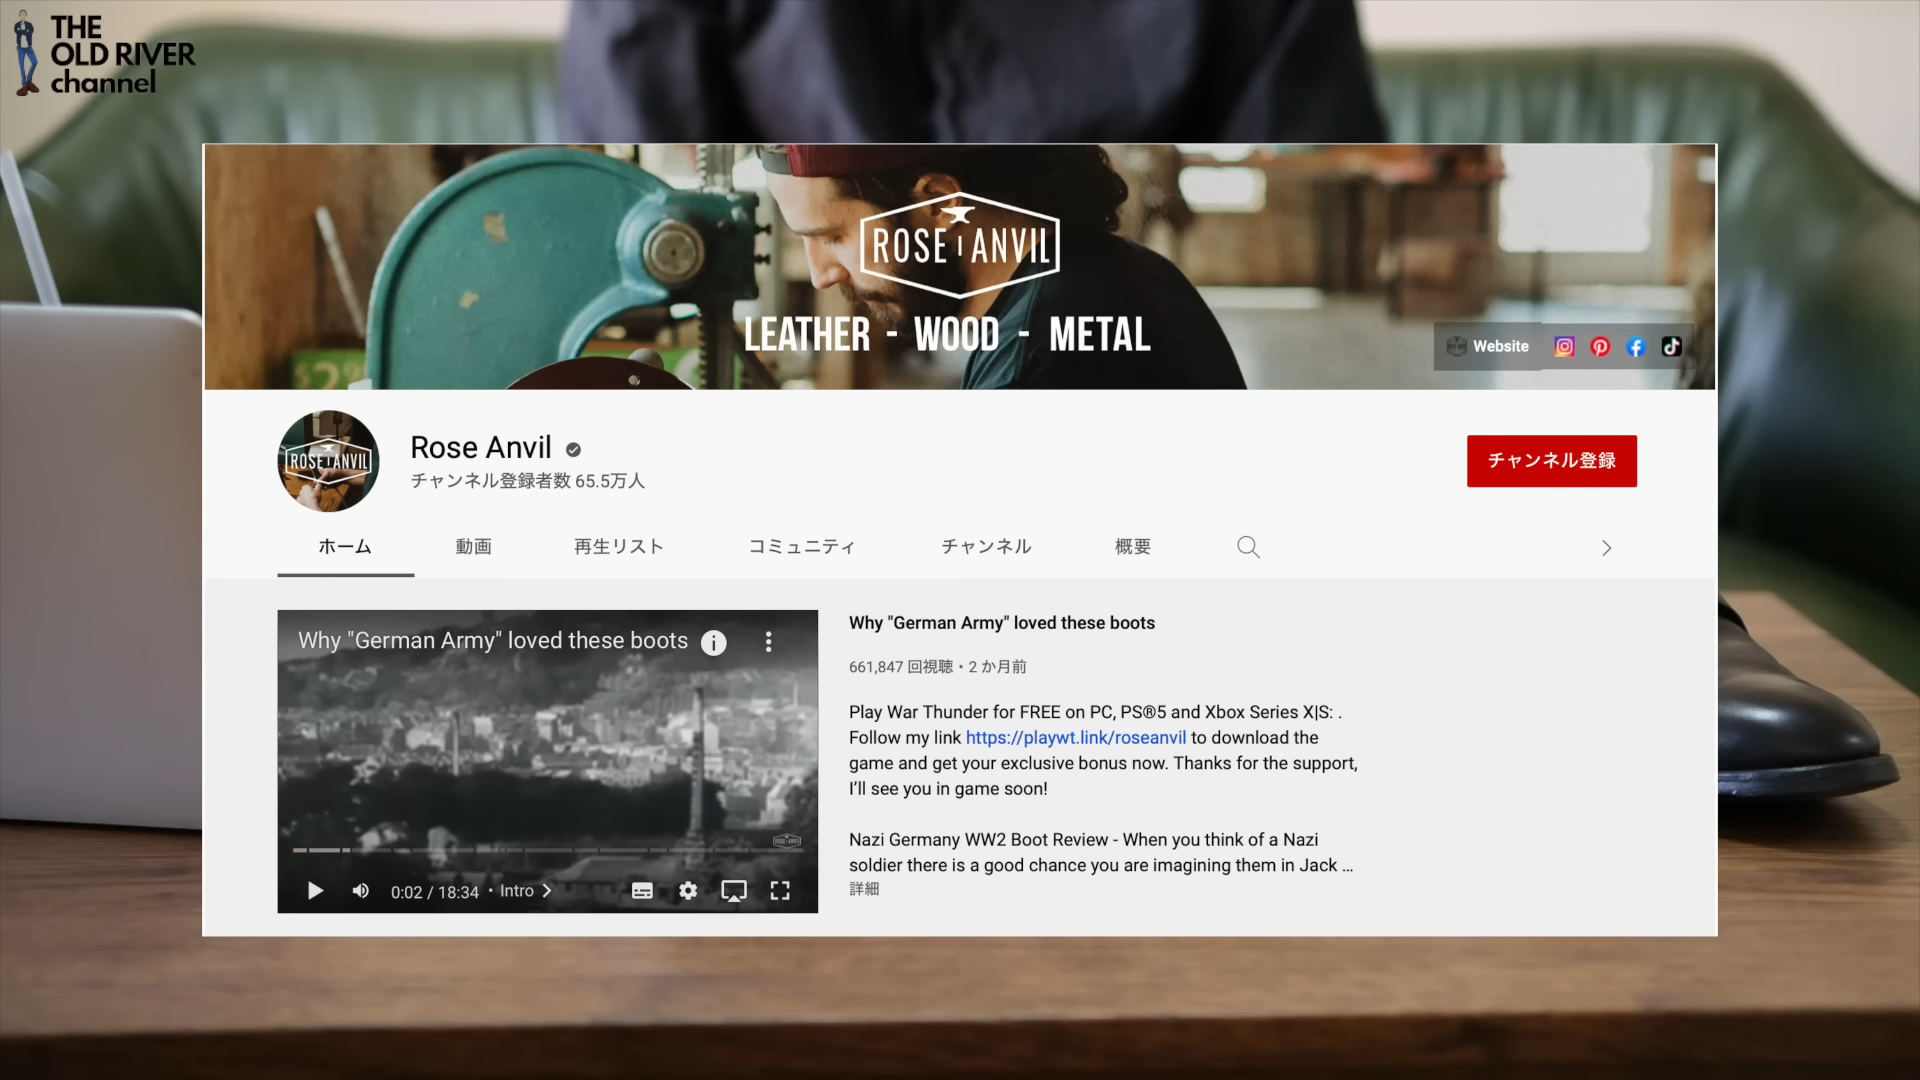 THE
OLD RIVER
channel
ROSE ANVIL
LEATHER - WOOD - METAL
Website
ROSE ANVIL
Rose Anvil
チャンネル登録者数 65.5万人
チャンネル登録
ホーム
動画
再生リスト
コミュニティ
チャンネル
概要
Why "German Army" loved these boots
0:02 / 18:34 • Intro
Why "German Army" loved these boots
661,847 回視聴・2 か月前
Play War Thunder for FREE on PC, PS®5 and Xbox Series X|S: .
Follow my link https://playwt.link/roseanvil to download the
game and get your exclusive bonus now. Thanks for the support,
I’ll see you in game soon!
Nazi Germany WW2 Boot Review - When you think of a Nazi
soldier there is a good chance you are imagining them in Jack ...
詳細